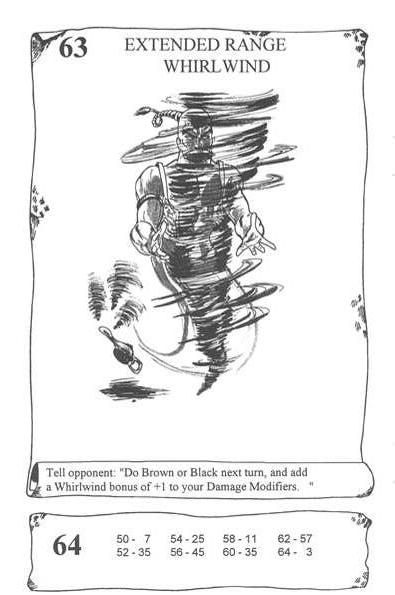 63
EXTENDED RANGE
WHIRLWIND
Tell opponent: "Do Brown or Black next turn, and add
a Whirlwind bonus of +1 to your Damage Modifiers. "
64
50 - 7 54 - 25 58 - 11 62 - 57
52 - 35 56 - 45 60 - 35 64 - 3